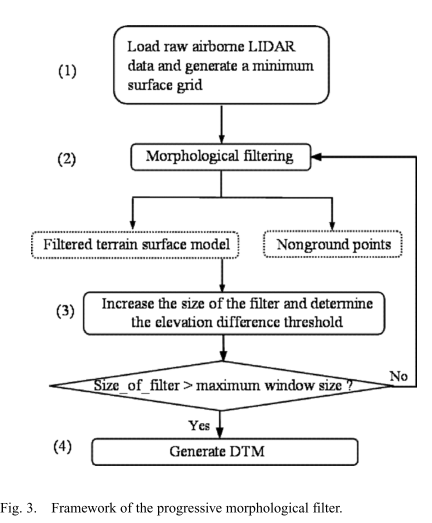 (1)
Load raw airborne LIDAR
data and generate a minimum
surface grid
(2)
Morphological filtering
Filtered terrain surface model
Nonground points
(3)
Increase the size of the filter and determine
the elevation difference threshold
Size_of_filter > maximum window size ?
No
Yes
(4)
Generate DTM
Fig. 3. Framework of the progressive morphological filter.